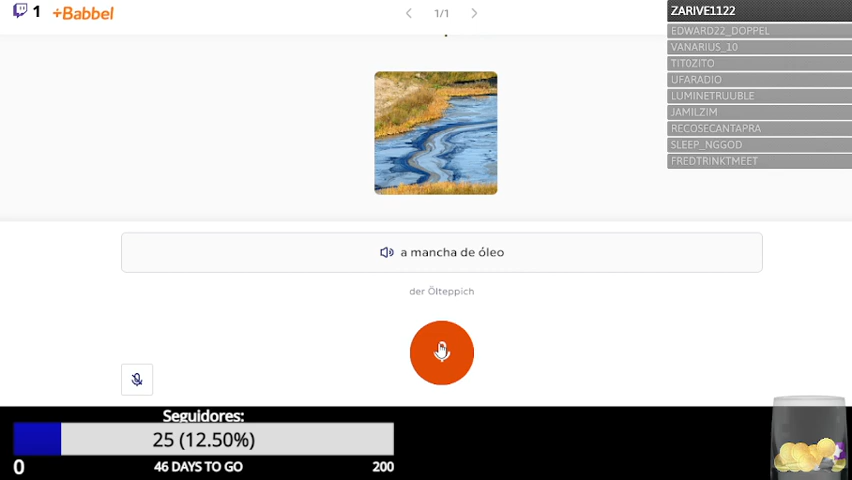 1 +Babbel
1/1
ZARIVE1122
EDWARD22_DOPPEL
VANARIUS_10
TIT0ZITO
UFARADIO
LUMINETRUUBLE
JAMILZIM
RECOSECANTAPRA
SLEEP_NGGOD
FREDTRINKTMEET
a mancha de óleo
der Ölteppich
Seguidores:
25 (12.50%)
0 46 DAYS TO GO 200